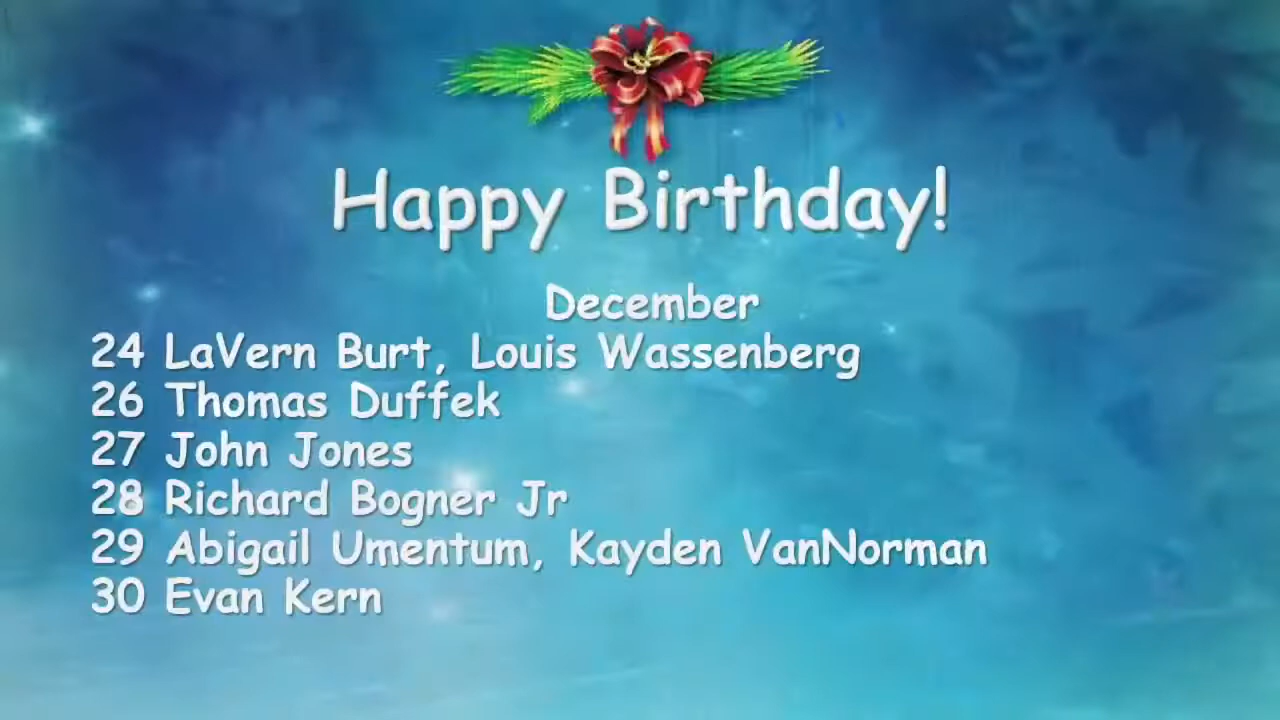 Happy Birthday!
December
24 LaVern Burt, Louis Wassenberg
26 Thomas Duffek
27 John Jones
28 Richard Bogner Jr
29 Abigail Umentum, Kayden VanNorman
30 Evan Kern